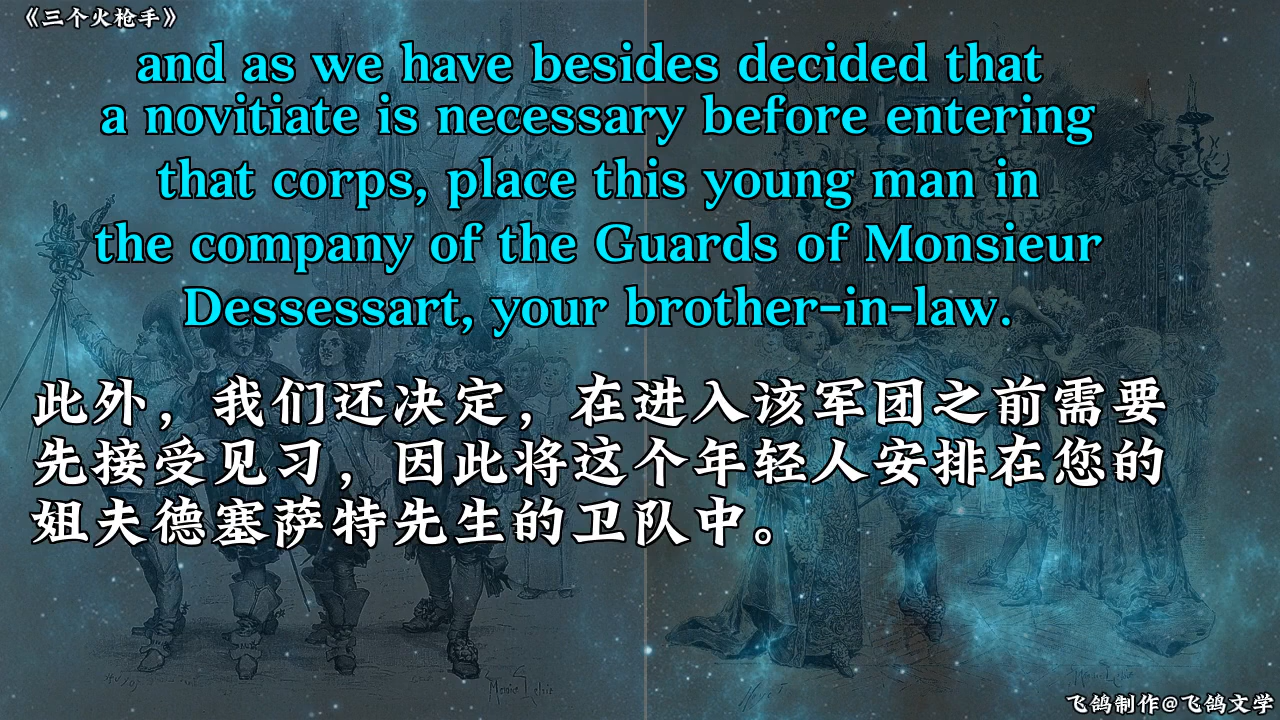 《三个火枪手》
and as we have besides decided that
a novitiate is necessary before entering
that corps, place this young man in
the company of the Guards of Monsieur
Dessessart, your brother-in-law.
此外，我们还决定，在进入该军团之前需要
先接受见习，因此将这个年轻人安排在您的
姐夫德塞萨特先生的卫队中。
飞鸽制作@飞鸽文学